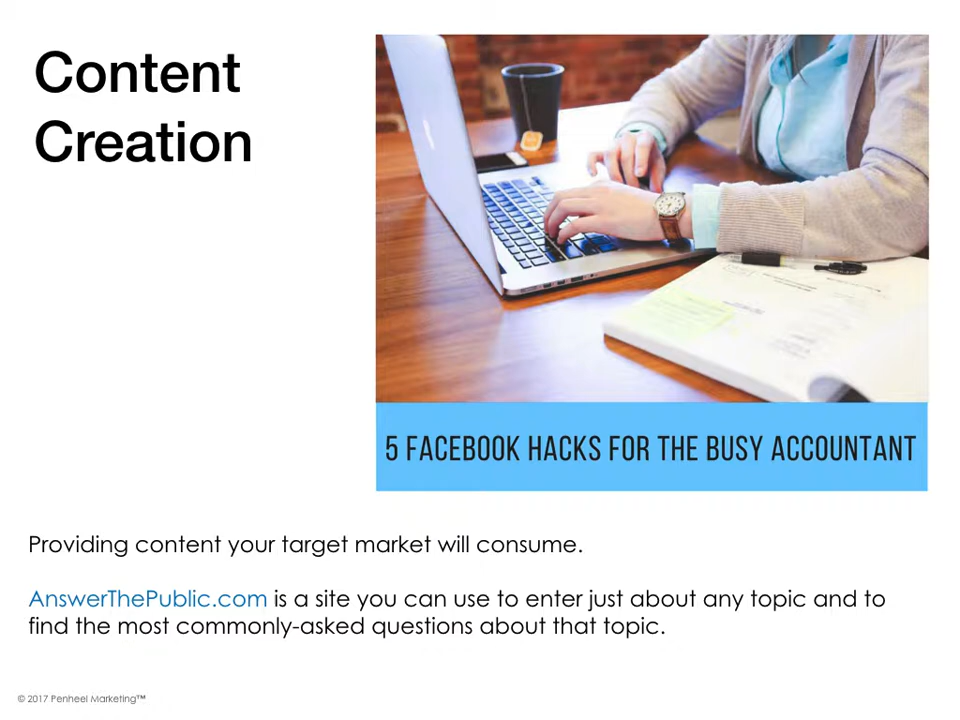 Content
Creation
5 FACEBOOK HACKS FOR THE BUSY ACCOUNTANT
Providing content your target market will consume.
AnswerThePublic.com is a site you can use to enter just about any topic and to
find the most commonly-asked questions about that topic.
© 2017 Penheel Marketing™